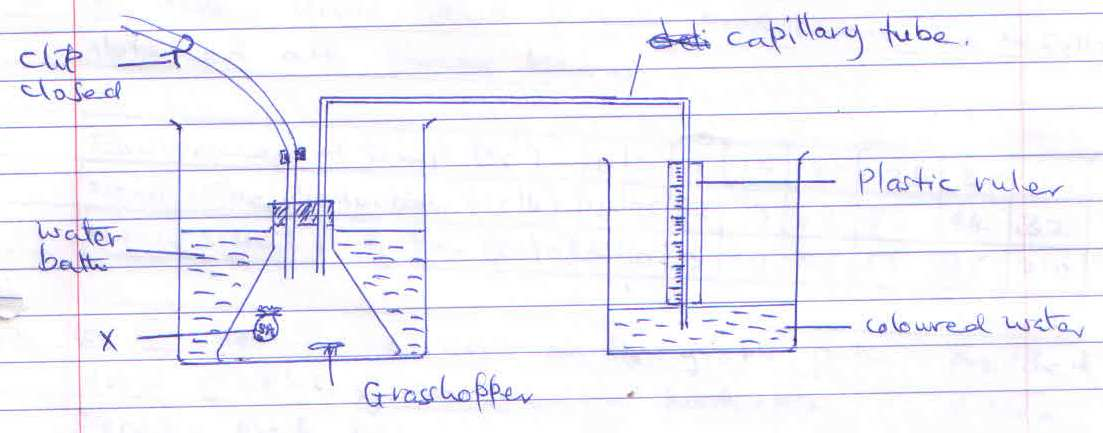 Clip
closed
capillary tube.
Plastic ruler
water
bath
X
coloured water
Grasshopper